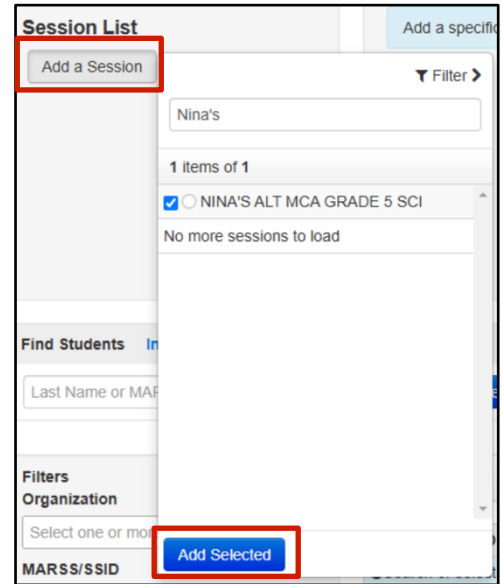 Session List
Add a specific
Add a Session
Filter
Nina's
1 items of 1
NINA'S ALT MCA GRADE 5 SCI
No more sessions to load
Find Students In
Last Name or MAR
Filters
Organization
Select one or mor
Add Selected
MARSS/SSID